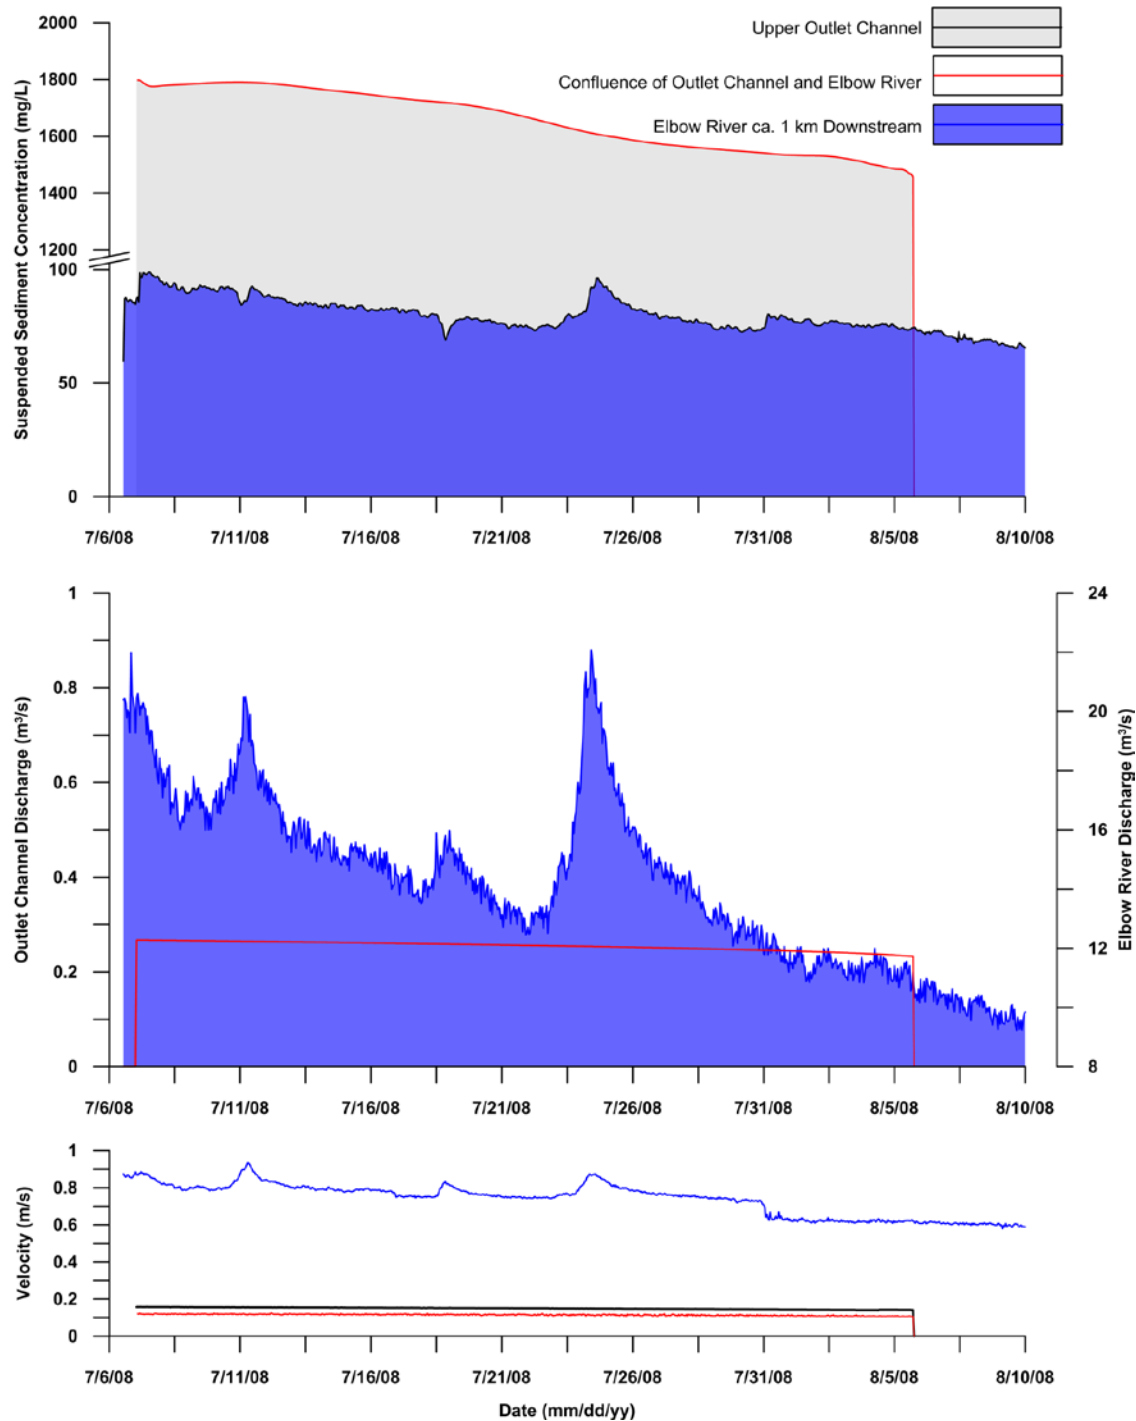 Upper Outlet Channel
Confluence of Outlet Channel and Elbow River
Elbow River ca. 1 km Downstream
Suspended Sediment Concentration (mg/L)
2000
1800
1600
1400
1200
100
50
0
7/6/08 7/11/08 7/16/08 7/21/08 7/26/08 7/31/08 8/5/08 8/10/08
Outlet Channel Discharge (m³/s)
1
0.8
0.6
0.4
0.2
0
24
20
16
12
8
Elbow River Discharge (m³/s)
7/6/08 7/11/08 7/16/08 7/21/08 7/26/08 7/31/08 8/5/08 8/10/08
Velocity (m/s)
1
0.8
0.6
0.4
0.2
0
7/6/08 7/11/08 7/16/08 7/21/08 7/26/08 7/31/08 8/5/08 8/10/08
Date (mm/dd/yy)